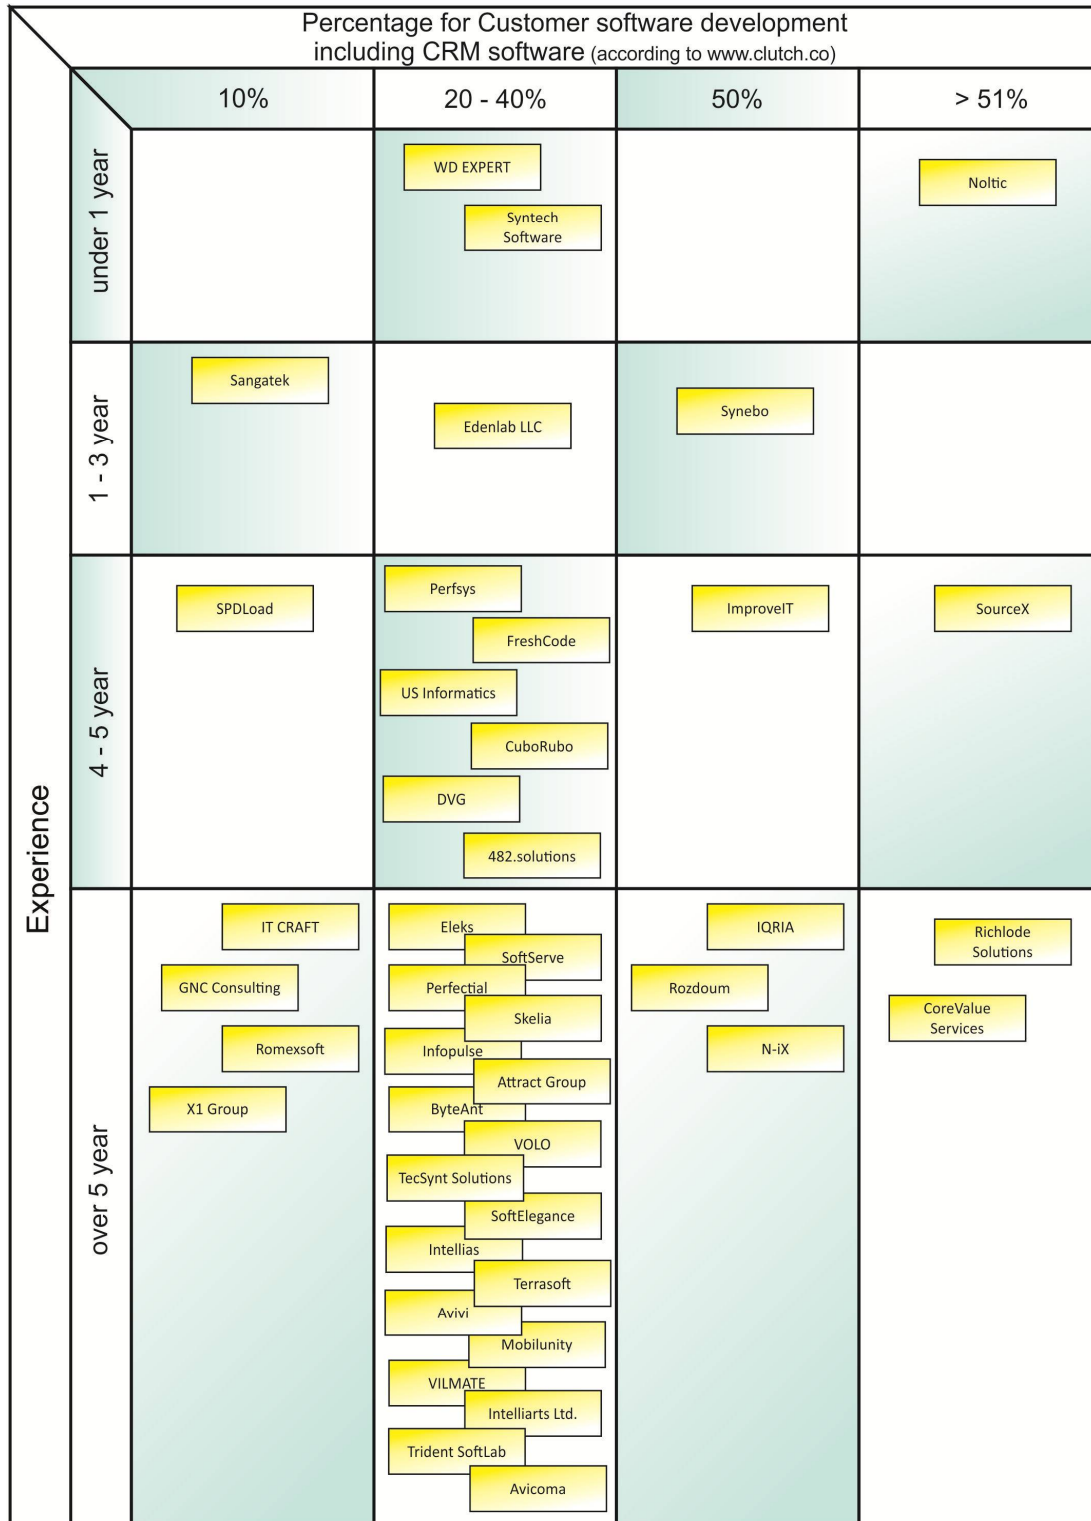 Percentage for Customer software development
including CRM software (according to www.clutch.co)
10%
20 - 40%
50%
> 51%
Experience
under 1 year
WD EXPERT
Syntech
Software
Noltic
1 - 3 year
Sangatek
Edenlab LLC
Synebo
4 - 5 year
SPDLoad
Perfsys
FreshCode
US Informatics
CuboRubo
DVG
482.solutions
ImproveIT
SourceX
over 5 year
IT CRAFT
GNC Consulting
Romexsoft
X1 Group
Eleks
SoftServe
Perfectial
Skelia
Infopulse
Attract Group
ByteAnt
VOLO
TecSynt Solutions
SoftElegance
Intellias
Terrasoft
Avivi
Mobilunity
VILMATE
Intelliarts Ltd.
Trident SoftLab
Avicoma
IQRIA
Rozdoum
N-iX
Richlode
Solutions
CoreValue
Services